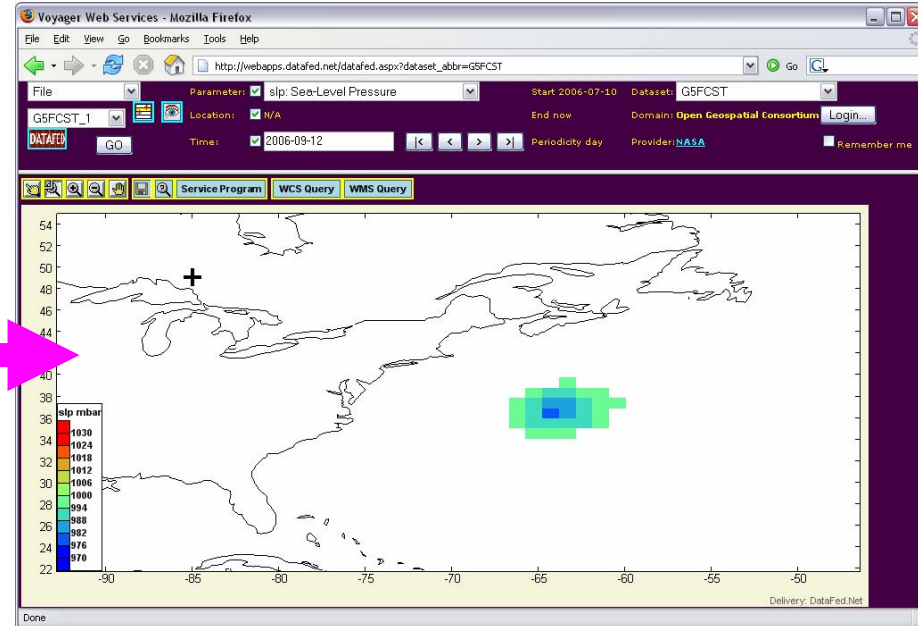 Voyager Web Services - Mozilla Firefox
File Edit View Go Bookmarks Tools Help
http://webapps.datafed.net/datafed.aspx?dataset_abbr=G5FCST Go G
File Parameter: slp: Sea-Level Pressure Start 2006-07-10 Dataset: G5FCST
G5FCST_1 Location: N/A End now Domain: Open Geospatial Consortium Login...
DATAFED GO Time: 2006-09-12 |< < > >| Periodicity day Provider: NASA Remember me
Service Program WCS Query WMS Query
54
52
50
48
46
44
40
38
36
34
32
30
28
26
24
22
slp mbar
1030
1024
1018
1012
1006
1000
994
988
982
976
970
-90 -85 -80 -75 -70 -65 -60 -55 -50
Delivery: DataFed.Net
Done